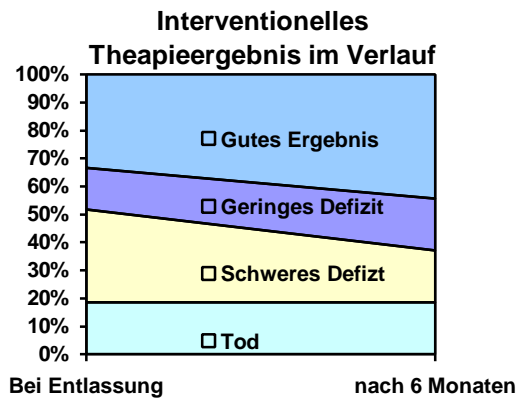 Interventionelles
Theapieergebnis im Verlauf
100%
90%
80%
70%
60%
50%
40%
30%
20%
10%
0%
Gutes Ergebnis
Geringes Defizit
Schweres Defizt
Tod
Bei Entlassung
nach 6 Monaten